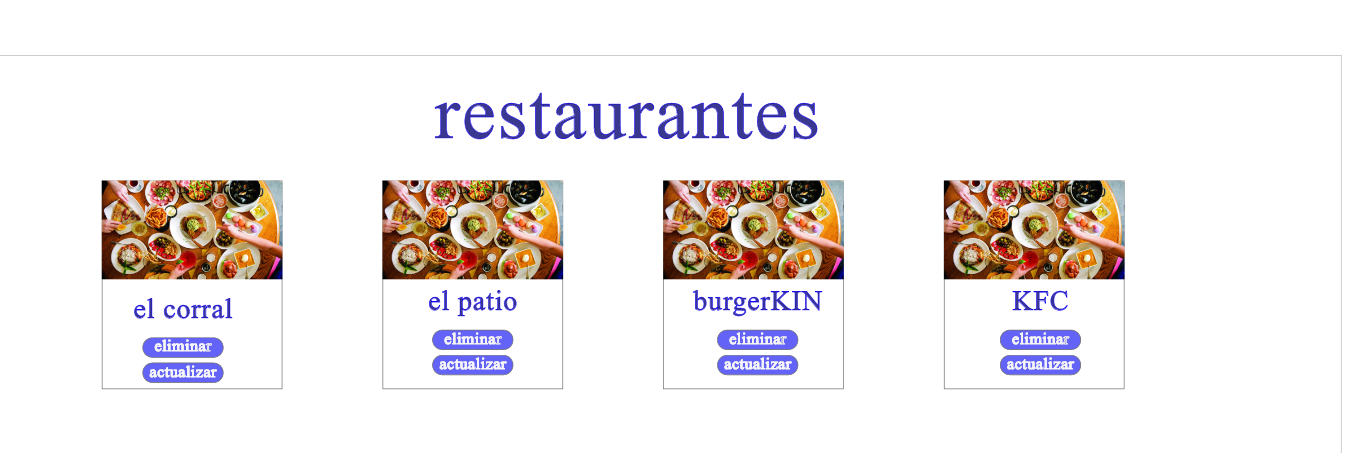 restaurantes
el corral
eliminar
actualizar
el patio
eliminar
actualizar
burgerKIN
eliminar
actualizar
KFC
eliminar
actualizar